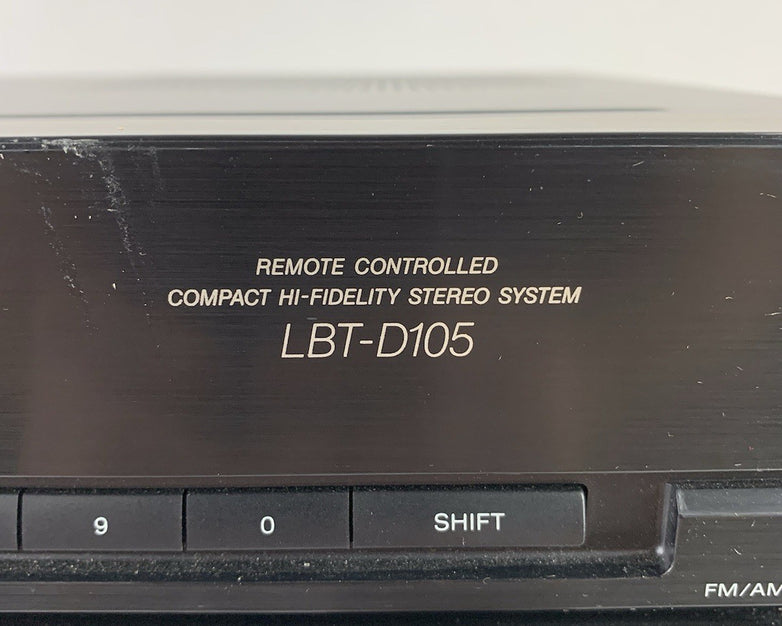 REMOTE CONTROLLED
COMPACT HI-FIDELITY STEREO SYSTEM
LBT-D105
9 0 SHIFT
FM/AM